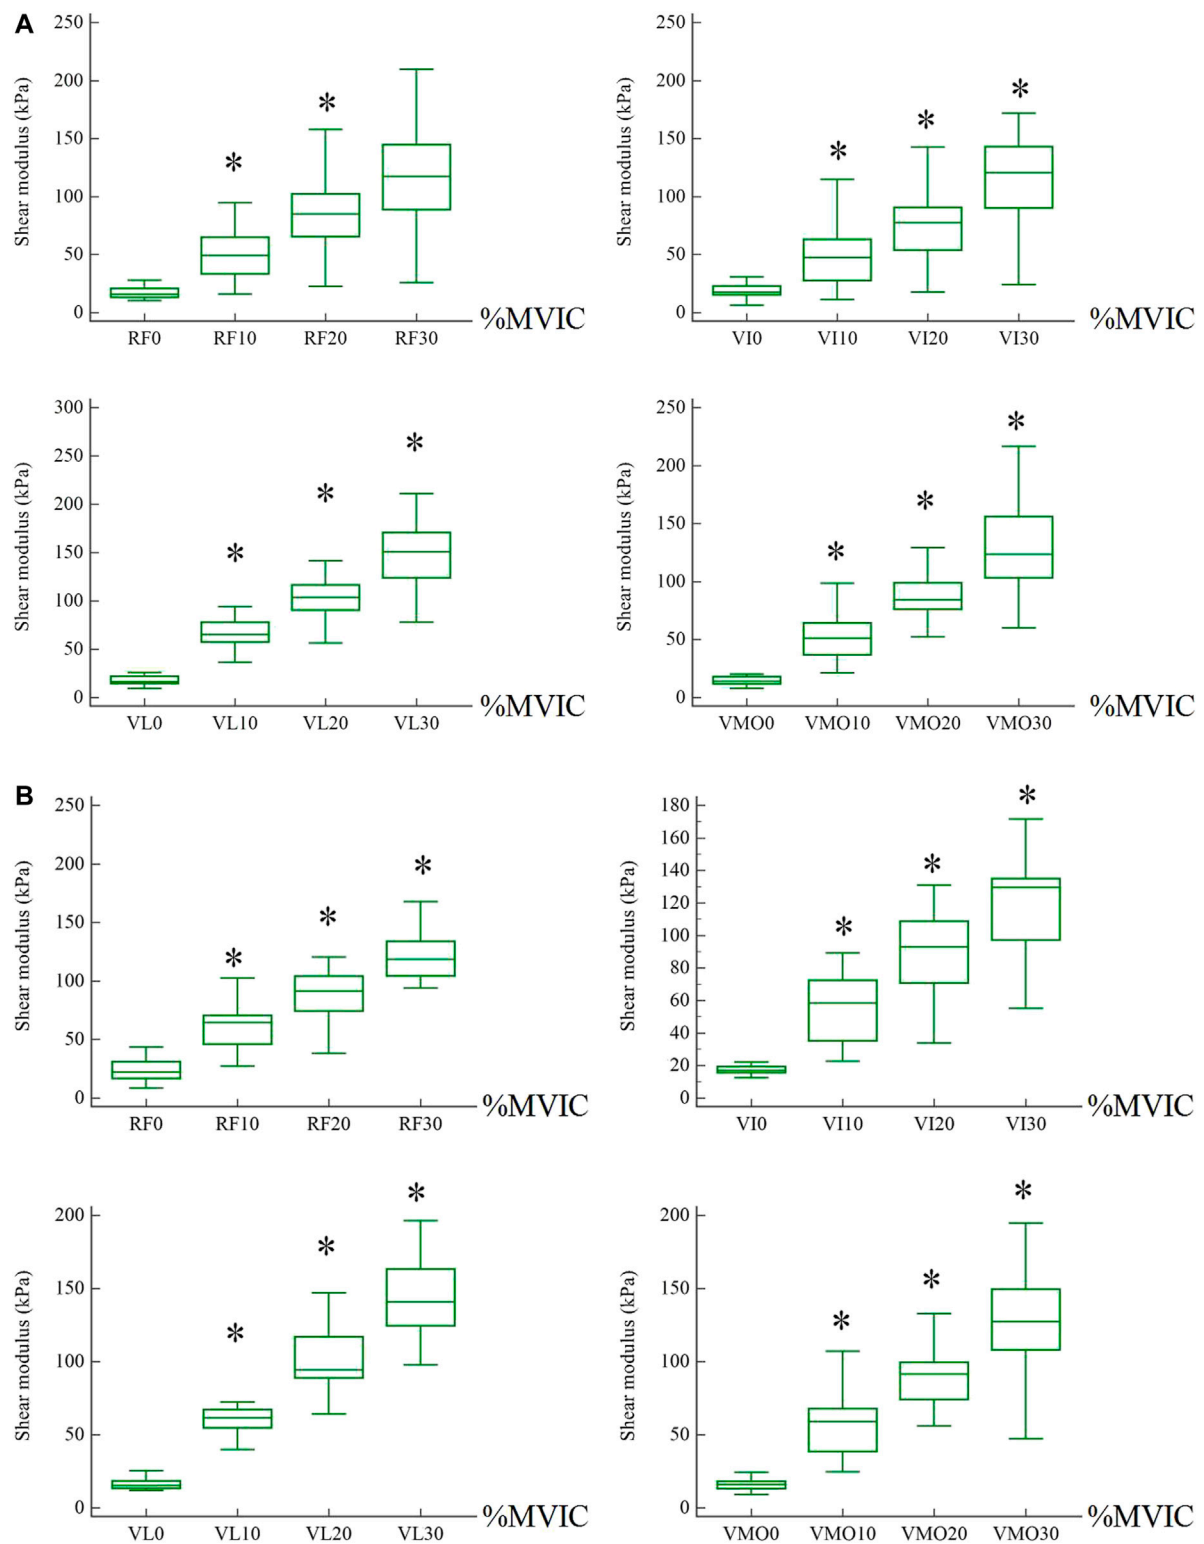 A
Shear modulus (kPa)
250
200
150
100
50
0
*
*
RF0 RF10 RF20 RF30
%MVIC
Shear modulus (kPa)
250
200
150
100
50
0
*
*
*
VI0 VI10 VI20 VI30
%MVIC
Shear modulus (kPa)
300
250
200
150
100
50
0
*
*
*
VL0 VL10 VL20 VL30
%MVIC
Shear modulus (kPa)
250
200
150
100
50
0
*
*
*
VMO0 VMO10 VMO20 VMO30
%MVIC
B
Shear modulus (kPa)
250
200
150
100
50
0
*
*
*
RF0 RF10 RF20 RF30
%MVIC
Shear modulus (kPa)
180
160
140
120
100
80
60
40
20
0
*
*
*
VI0 VI10 VI20 VI30
%MVIC
Shear modulus (kPa)
200
150
100
50
0
*
*
*
VL0 VL10 VL20 VL30
%MVIC
Shear modulus (kPa)
200
150
100
50
0
*
*
*
VMO0 VMO10 VMO20 VMO30
%MVIC